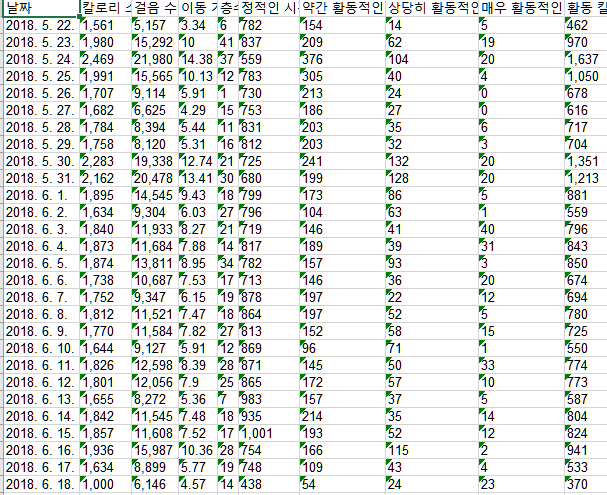 날짜 칼로리 걸음 수 이동 층 정적인 시 약간 활동적인 상당히 활동적인 매우 활동적인 활동 칼
2018. 5. 22. 1,561 5,157 3.34 6 782 154 14 5 462
2018. 5. 23. 1,980 15,292 10 41 837 209 62 19 970
2018. 5. 24. 2,469 21,980 14.38 37 559 376 104 20 1,637
2018. 5. 25. 1,991 15,565 10.13 12 783 305 40 4 1,050
2018. 5. 26. 1,707 9,114 5.91 1 730 213 24 0 678
2018. 5. 27. 1,682 6,625 4.29 15 753 186 27 0 616
2018. 5. 28. 1,784 8,394 5.44 11 831 203 35 6 717
2018. 5. 29. 1,758 8,120 5.31 16 812 203 32 3 704
2018. 5. 30. 2,283 19,338 12.74 21 725 241 132 20 1,351
2018. 5. 31. 2,162 20,478 13.41 30 680 199 128 20 1,213
2018. 6. 1. 1,895 14,545 9.43 18 799 173 86 5 881
2018. 6. 2. 1,634 9,304 6.03 27 796 104 63 1 559
2018. 6. 3. 1,840 11,933 8.27 21 719 146 41 40 796
2018. 6. 4. 1,873 11,684 7.88 14 817 189 39 31 843
2018. 6. 5. 1,874 13,811 8.95 34 782 157 93 3 850
2018. 6. 6. 1,738 10,687 7.53 17 713 146 36 20 674
2018. 6. 7. 1,752 9,347 6.15 19 878 197 22 12 694
2018. 6. 8. 1,812 11,521 7.47 18 864 197 52 5 780
2018. 6. 9. 1,770 11,584 7.82 27 813 152 58 15 725
2018. 6. 10. 1,644 9,127 5.91 12 869 96 71 1 550
2018. 6. 11. 1,826 12,598 8.39 28 871 145 50 33 774
2018. 6. 12. 1,801 12,056 7.9 25 865 172 57 10 773
2018. 6. 13. 1,655 8,272 5.36 7 983 157 37 5 587
2018. 6. 14. 1,842 11,545 7.48 18 935 214 35 14 804
2018. 6. 15. 1,857 11,608 7.52 17 1,001 193 52 12 824
2018. 6. 16. 1,936 15,987 10.36 28 754 166 115 2 941
2018. 6. 17. 1,634 8,899 5.77 19 748 109 43 4 533
2018. 6. 18. 1,000 6,146 4.57 14 438 54 24 23 370